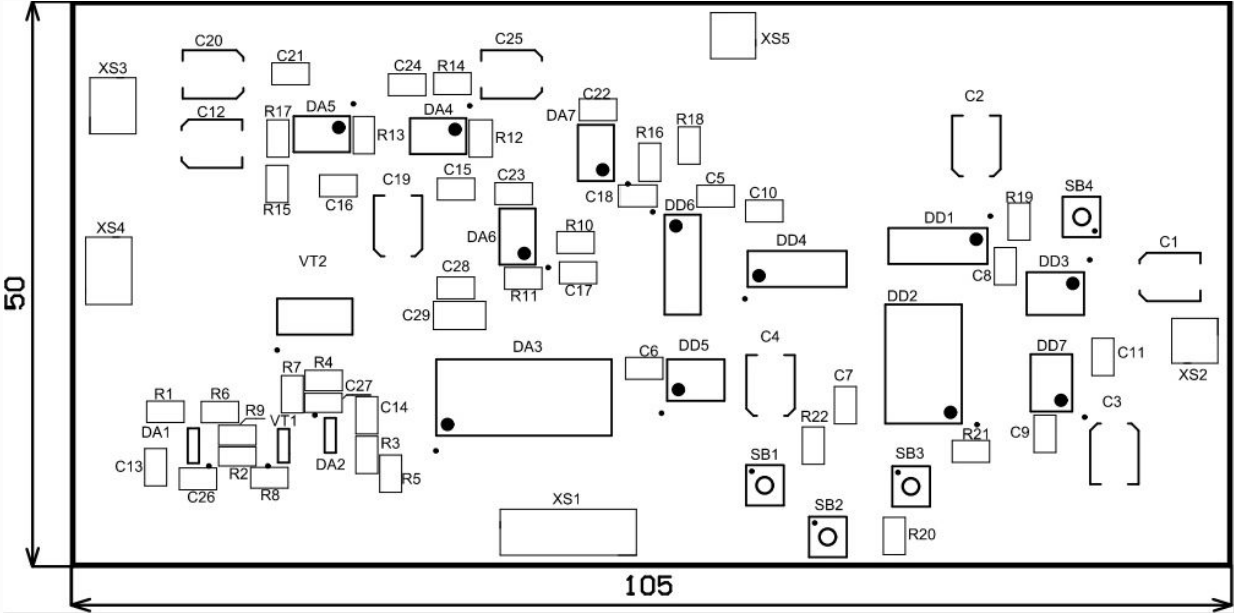 C20
C25
XS5
C21
XS3
C24
R14
C22
C2
C12
R17
DA5
DA4
DA7
R13
R12
R16
R18
C15
C23
C19
C18
C5
SB4
R15
C16
C10
R19
DD6
DD1
XS4
DA6
R10
DD4
C1
VT2
C8
DD3
C28
R11
C17
50
DD2
C29
C4
DA3
C6
DD5
DD7
C11
R4
R7
XS2
C27
C7
R1
R6
C14
R9
VT1
R22
C3
DA1
C9
R21
R3
SB1
SB3
C13
DA2
R2
R5
C26
R8
XS1
SB2
R20
105